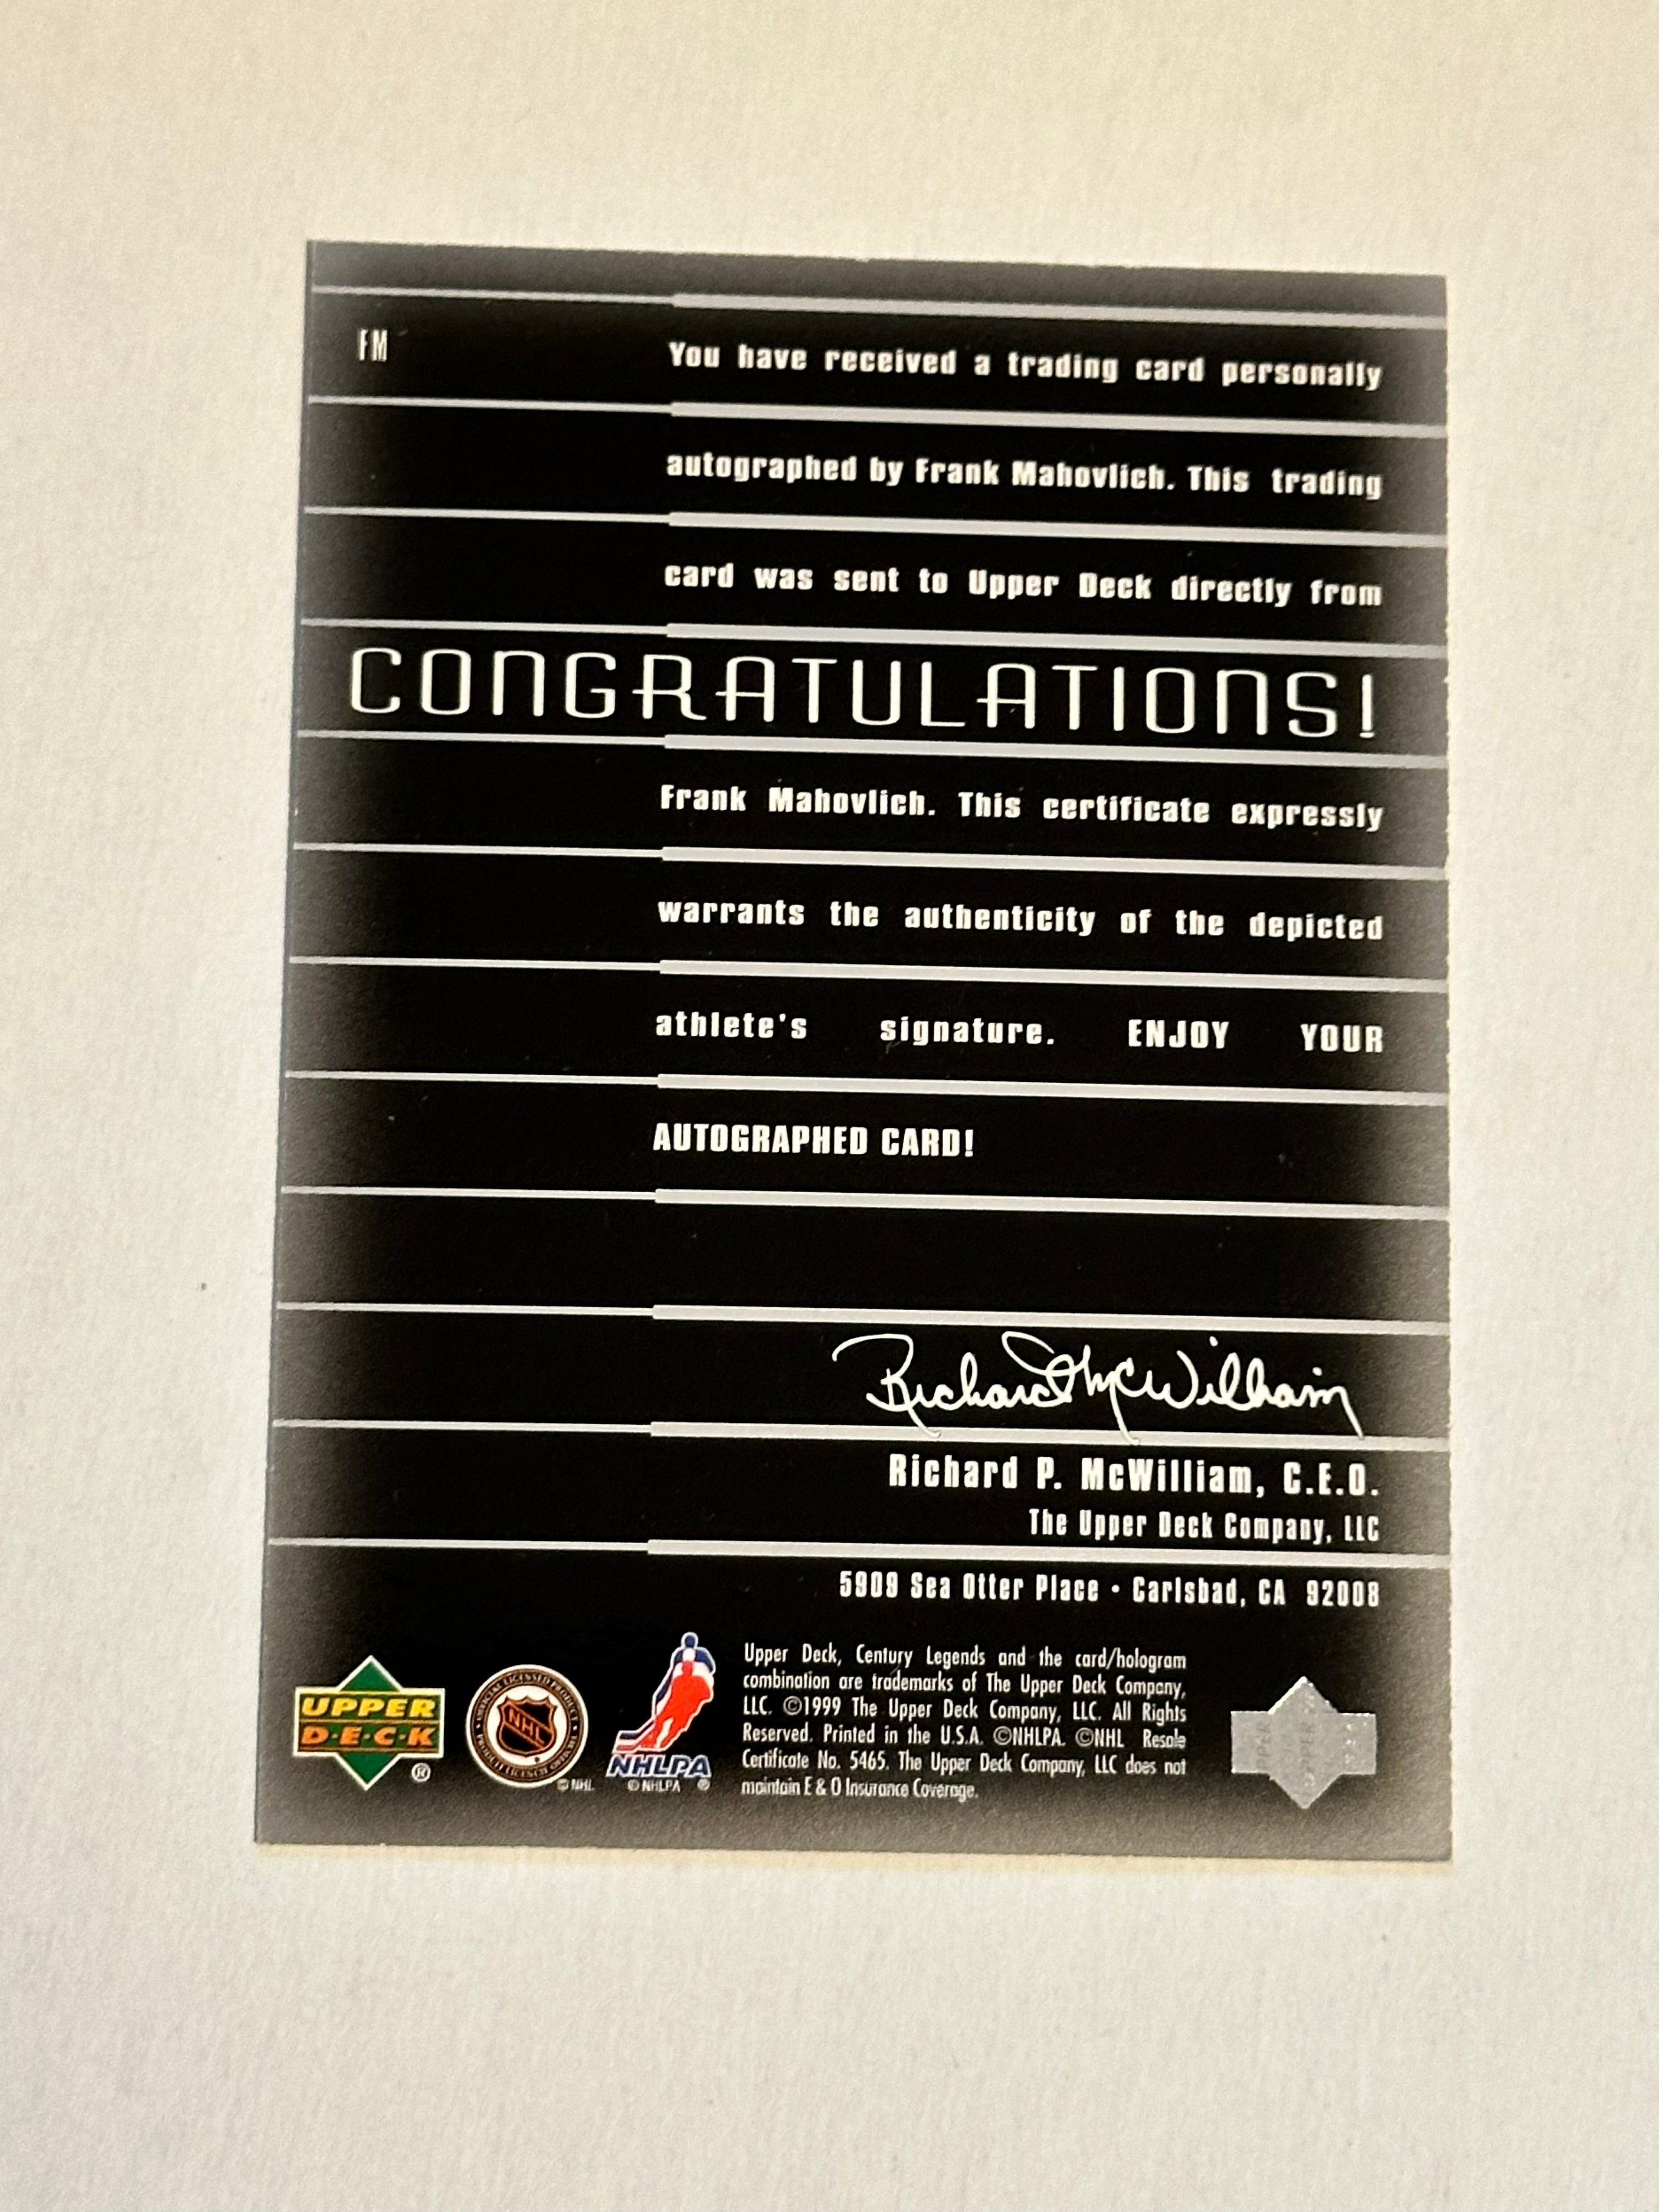 FM
You have received a trading card personally
autographed by Frank Mahovlich. This trading
card was sent to Upper Deck directly from
CONGRATULATIONS!
Frank Mahovlich. This certificate expressly
warrants the authenticity of the depicted
athlete's signature. ENJOY YOUR
AUTOGRAPHED CARD!
Richard McWilliam
Richard P. McWilliam, C.E.O.
The Upper Deck Company, LLC
5909 Sea Otter Place • Carlsbad, CA 92008
UPPER
D·E·C·K
®
NHL
© NHL
NHLPA
© NHLPA ®
Upper Deck, Century Legends and the card/hologram
combination are trademarks of The Upper Deck Company,
LLC. ©1999 The Upper Deck Company, LLC. All Rights
Reserved. Printed in the U.S.A. ©NHLPA. ©NHL Resale
Certificate No. 5465. The Upper Deck Company, LLC does not
maintain E & O Insurance Coverage.
UPPER
UPPER